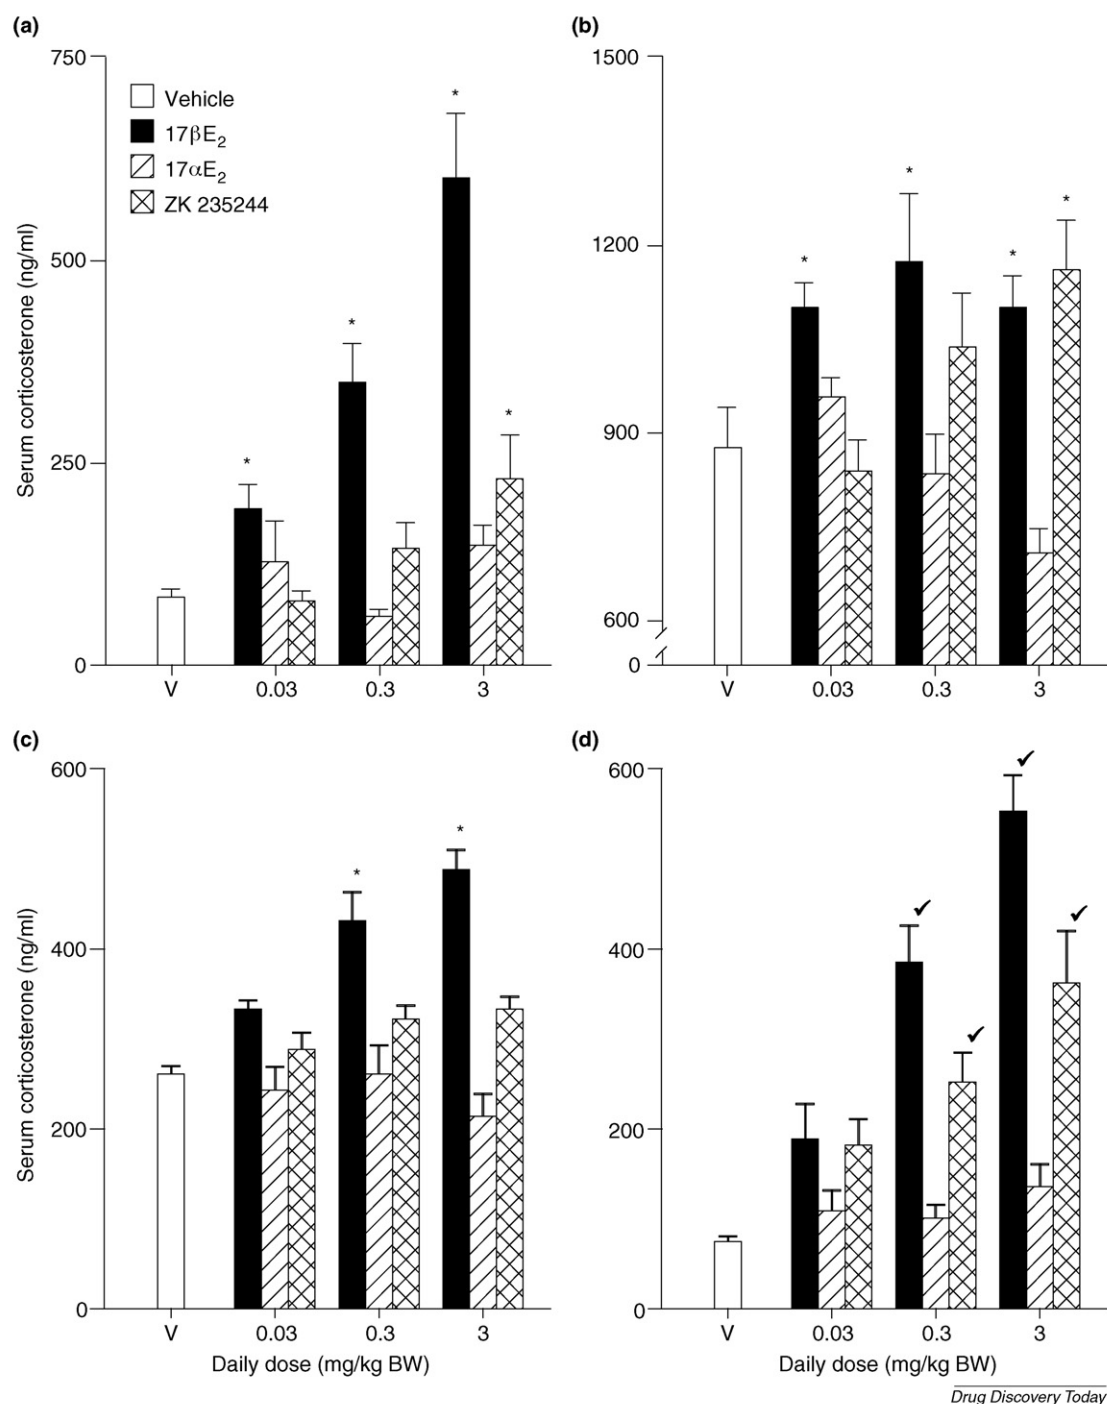 (a)
750
500
250
0
Serum corticosterone (ng/ml)
Vehicle
17βE2
17αE2
ZK 235244
*
*
*
*
V 0.03 0.3 3
(b)
1500
1200
900
600
0
*
*
*
*
V 0.03 0.3 3
(c)
600
400
200
0
Serum corticosterone (ng/ml)
*
*
V 0.03 0.3 3
Daily dose (mg/kg BW)
(d)
600
400
200
0
✓
✓
✓
✓
V 0.03 0.3 3
Daily dose (mg/kg BW)
Drug Discovery Today